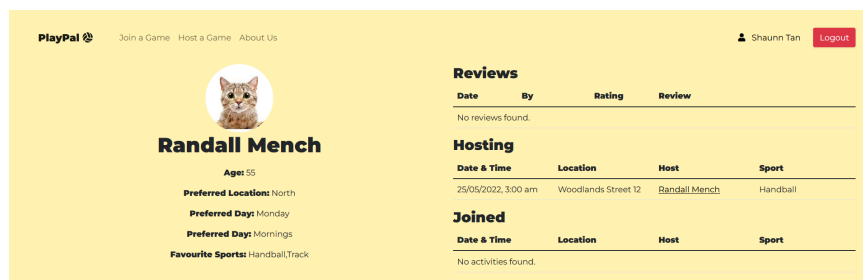 PlayPal
Join a Game Host a Game About Us
Shaunn Tan
Logout
Randall Mench
Age: 55
Preferred Location: North
Preferred Day: Monday
Preferred Day: Mornings
Favourite Sports: Handball,Track
Reviews
Date By Rating Review
No reviews found.
Hosting
Date & Time Location Host Sport
25/05/2022, 3:00 am Woodlands Street 12 Randall Mench Handball
Joined
Date & Time Location Host Sport
No activities found.